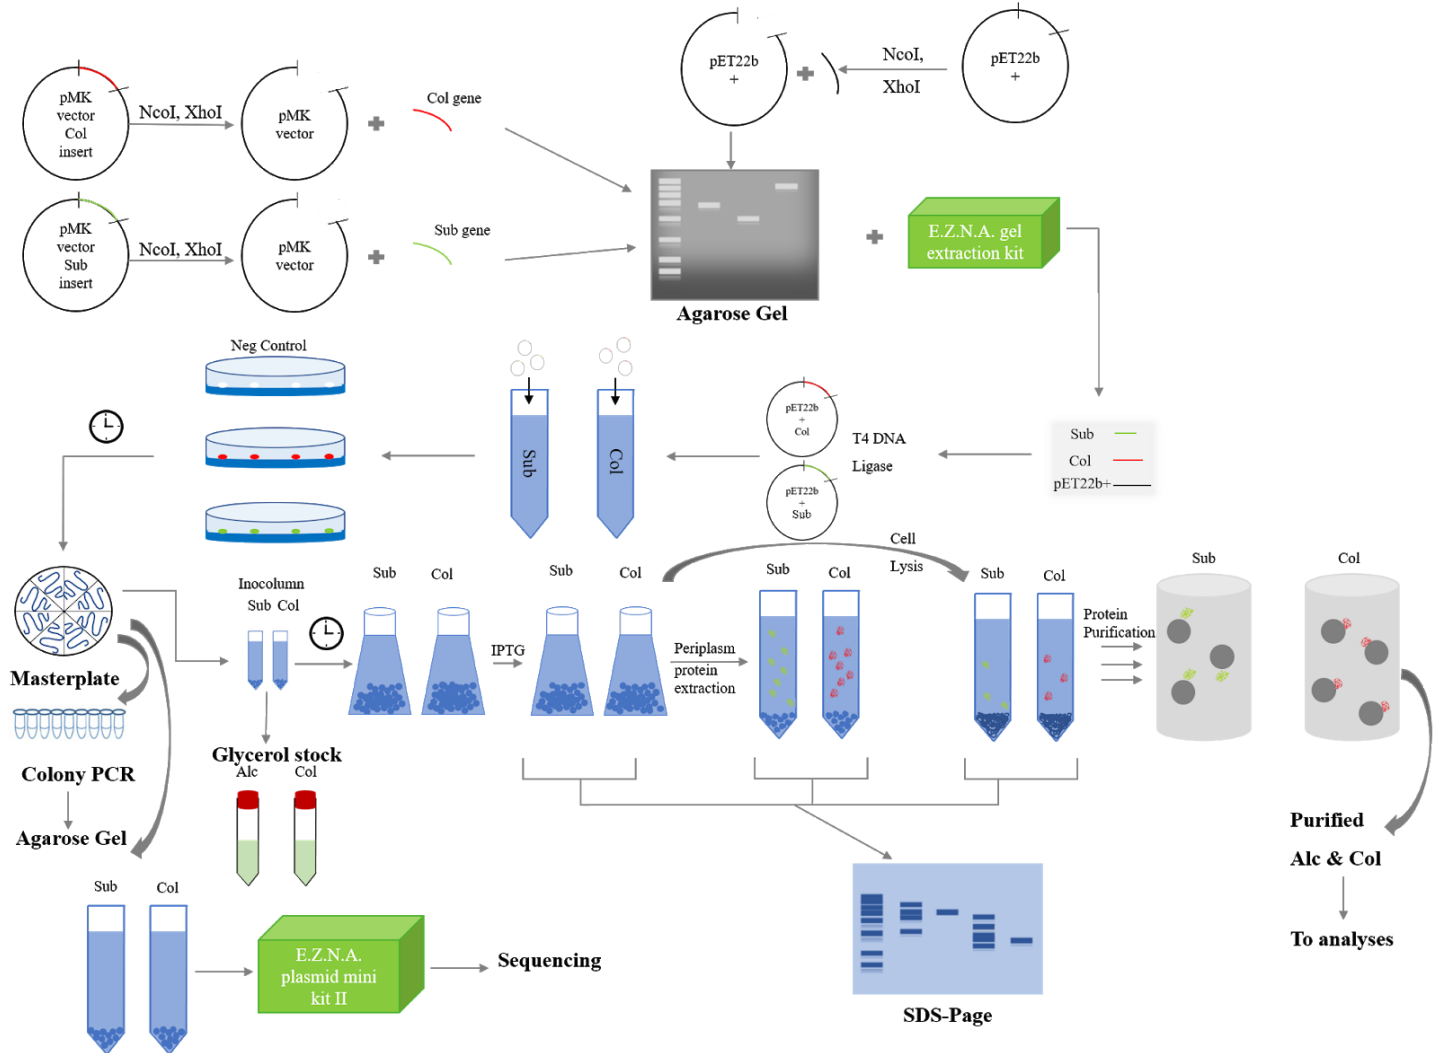 pET22b
+
NcoI,
XhoI
pET22b
+
pMK
vector
Col
insert
NcoI, XhoI
pMK
vector
Col gene
pMK
vector
Sub
insert
NcoI, XhoI
pMK
vector
Sub gene
Agarose Gel
E.Z.N.A. gel
extraction kit
Neg Control
Sub
Col
pET22b
+
Col
T4 DNA
Ligase
pET22b
+
Sub
Sub
Col
pET22b+
Masterplate
Colony PCR
Agarose Gel
Inocolumn
Sub Col
Glycerol stock
Alc Col
Sub Col
IPTG
Sub Col
Periplasm
protein
extraction
Cell
Lysis
Sub Col
Sub Col
Protein
Purification
Sub Col
Purified
Alc & Col
To analyses
SDS-Page
Sub Col
E.Z.N.A.
plasmid mini
kit II
Sequencing